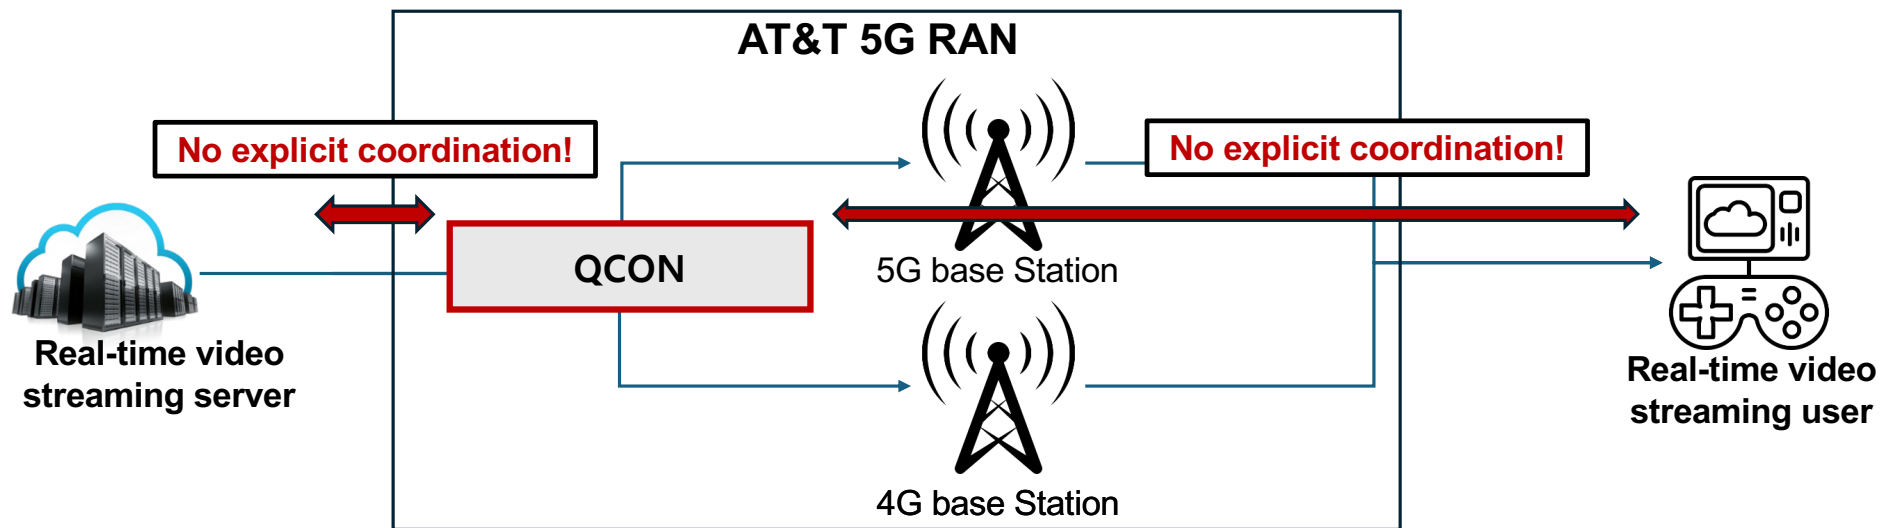 AT&T 5G RAN
No explicit coordination!
No explicit coordination!
QCON
5G base Station
Real-time video
streaming server
Real-time video
streaming user
4G base Station